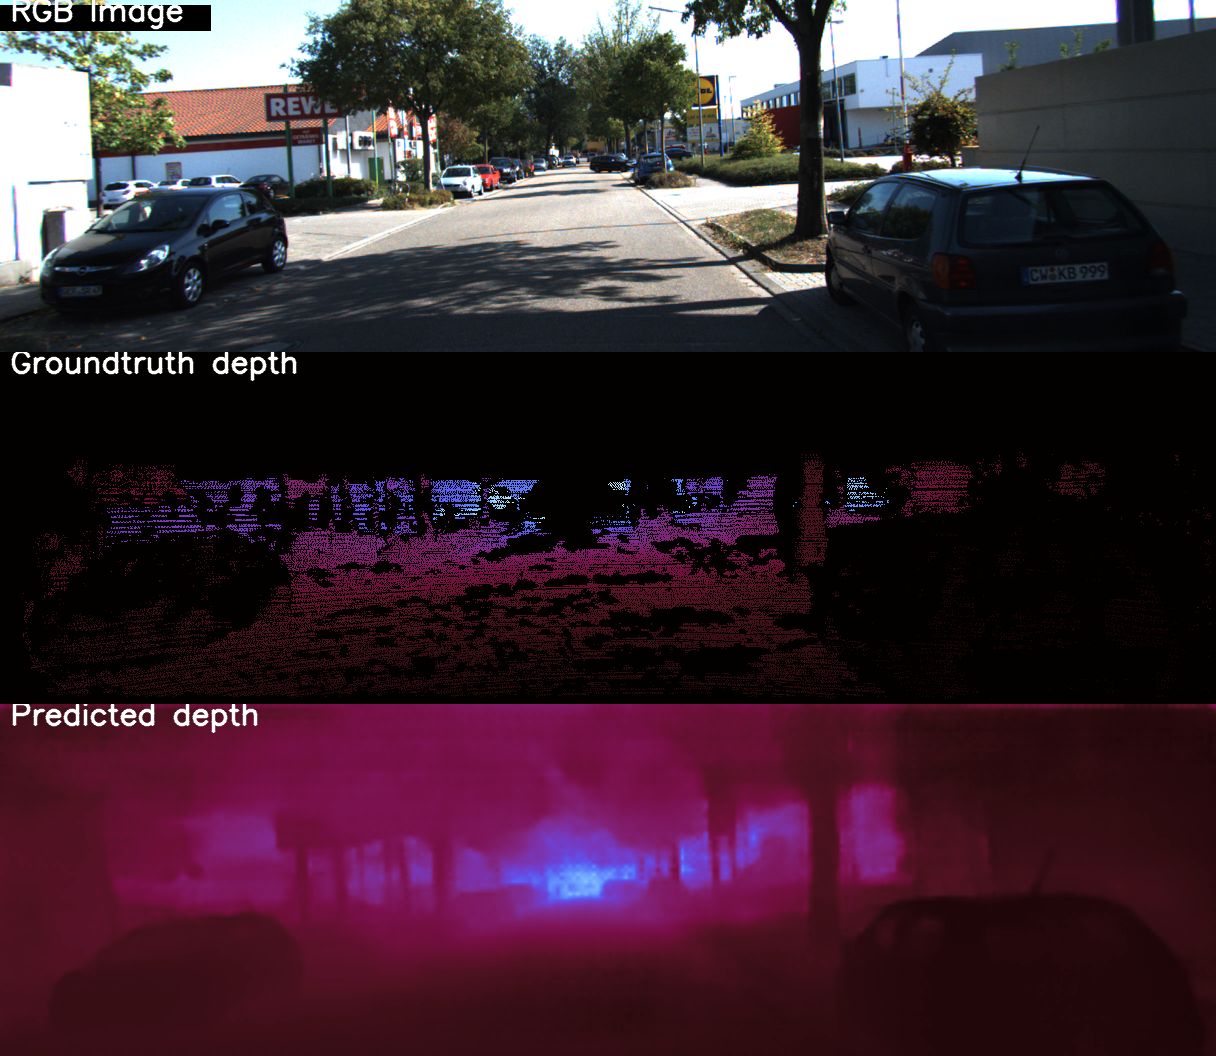 RGB Image
REWE
CW KB 999
Groundtruth depth
Predicted depth